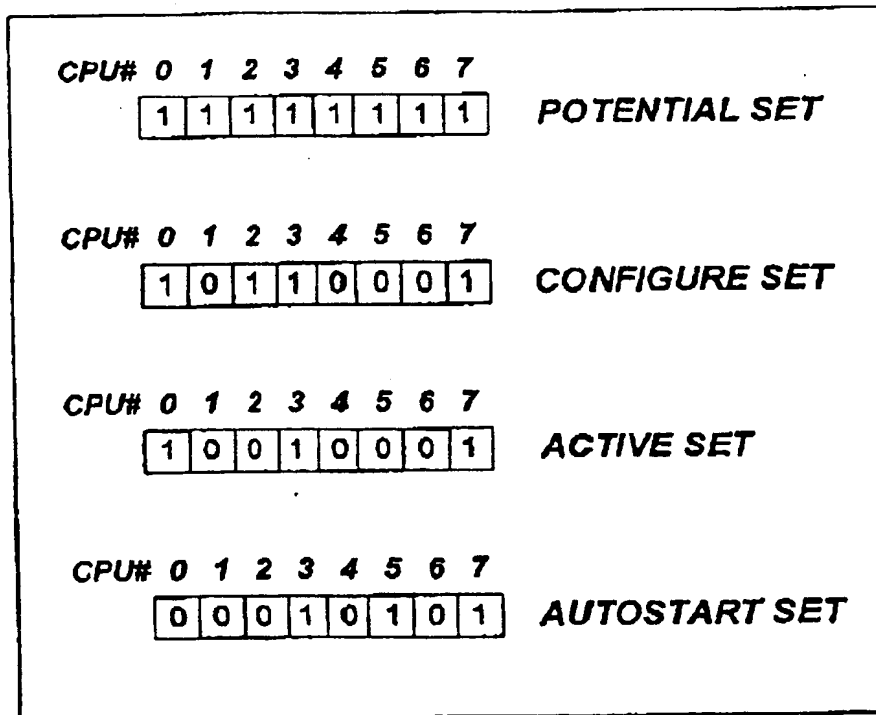 CPU# 0 1 2 3 4 5 6 7
1 1 1 1 1 1 1 1 POTENTIAL SET
CPU# 0 1 2 3 4 5 6 7
1 0 1 1 0 0 0 1 CONFIGURE SET
CPU# 0 1 2 3 4 5 6 7
1 0 0 1 0 0 0 1 ACTIVE SET
CPU# 0 1 2 3 4 5 6 7
0 0 0 1 0 1 0 1 AUTOSTART SET